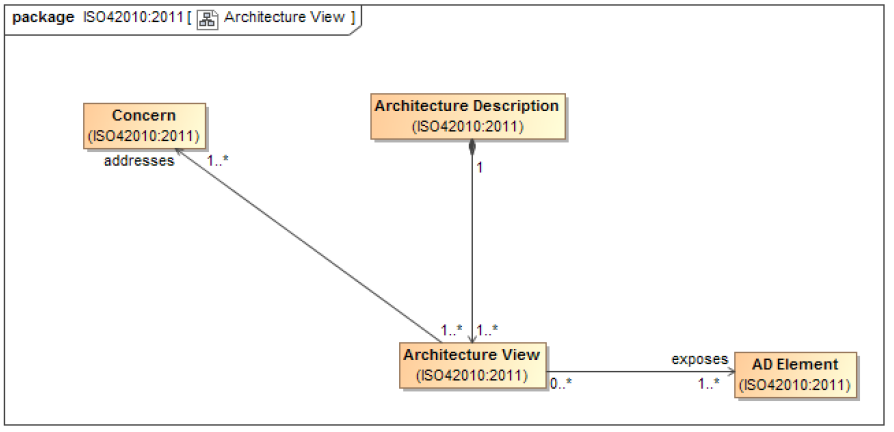 package ISO42010:2011 [ Architecture View ]
Concern
(ISO42010:2011)
Architecture Description
(ISO42010:2011)
addresses
1..*
1
1..*
1..*
Architecture View
(ISO42010:2011)
0..*
exposes
1..*
AD Element
(ISO42010:2011)